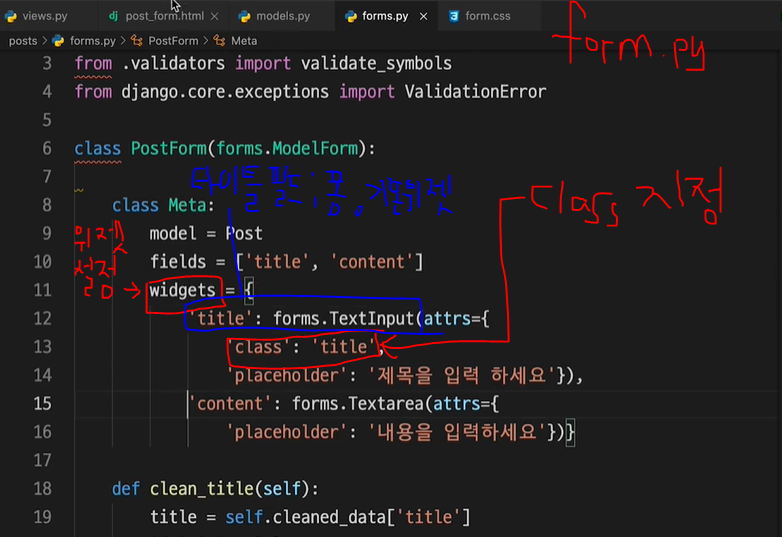 views.py post_form.html models.py forms.py form.css
posts > forms.py > PostForm > Meta
form.py
3 from .validators import validate_symbols
4 from django.core.exceptions import ValidationError
5
6 class PostForm(forms.ModelForm):
7
타이틀 필드 : 폼. 기본위젯
8 class Meta:
class 지정
9 model = Post
위젯
10 fields = ['title', 'content']
설정
11 widgets = {
12 'title': forms.TextInput(attrs={
13 'class': 'title',
14 'placeholder': '제목을 입력 하세요'}),
15 'content': forms.Textarea(attrs={
16 'placeholder': '내용을 입력하세요'})}
17
18 def clean_title(self):
19 title = self.cleaned_data['title']